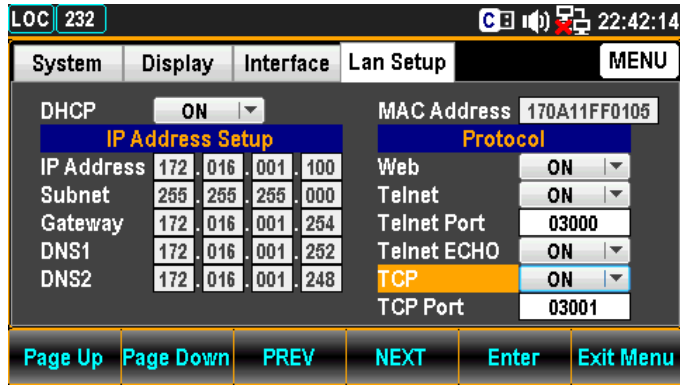 LOC 232 C 22:42:14
System Display Interface Lan Setup MENU
DHCP ON MAC Address 170A11FF0105
IP Address Setup Protocol
IP Address 172 . 016 . 001 . 100 Web ON
Subnet 255 . 255 . 255 . 000 Telnet ON
Gateway 172 . 016 . 001 . 254 Telnet Port 03000
DNS1 172 . 016 . 001 . 252 Telnet ECHO ON
DNS2 172 . 016 . 001 . 248 TCP ON
TCP Port 03001
Page Up Page Down PREV NEXT Enter Exit Menu